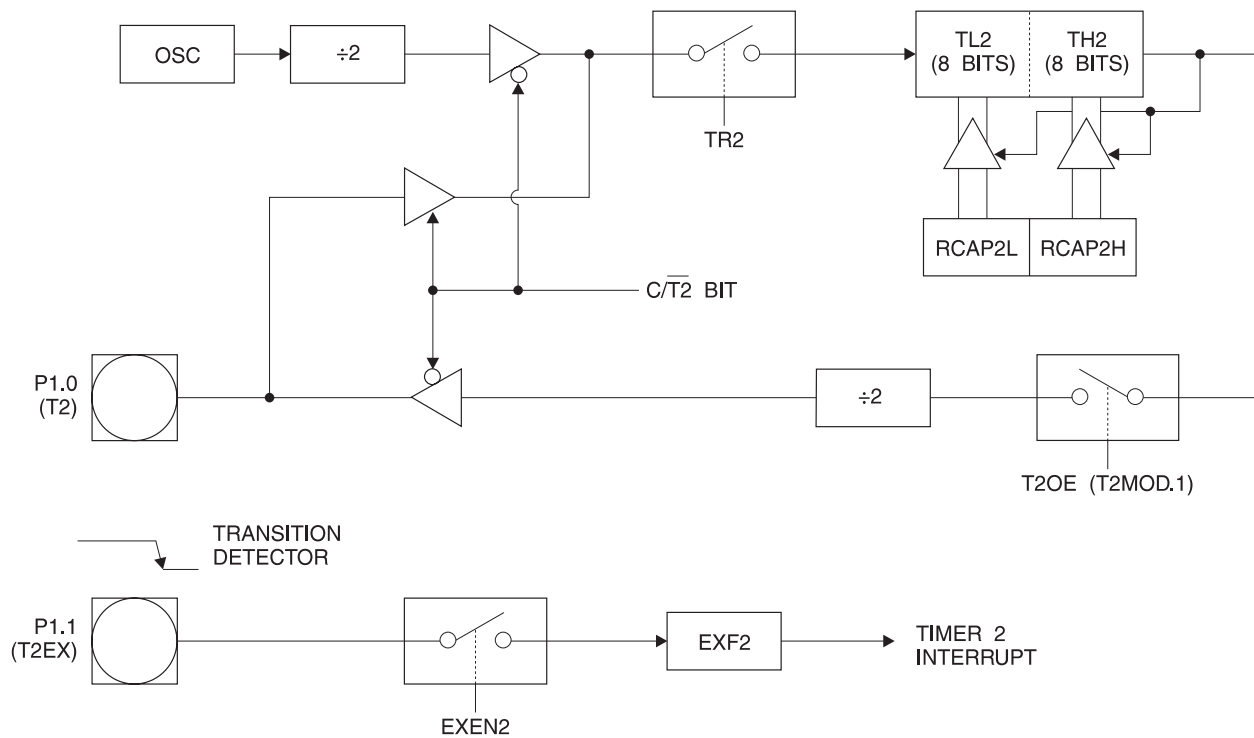 OSC
÷2
TR2
TL2
(8 BITS)
TH2
(8 BITS)
RCAP2L
RCAP2H
C/T̅2̅ BIT
P1.0
(T2)
÷2
T2OE (T2MOD.1)
TRANSITION
DETECTOR
P1.1
(T2EX)
EXEN2
EXF2
TIMER 2
INTERRUPT